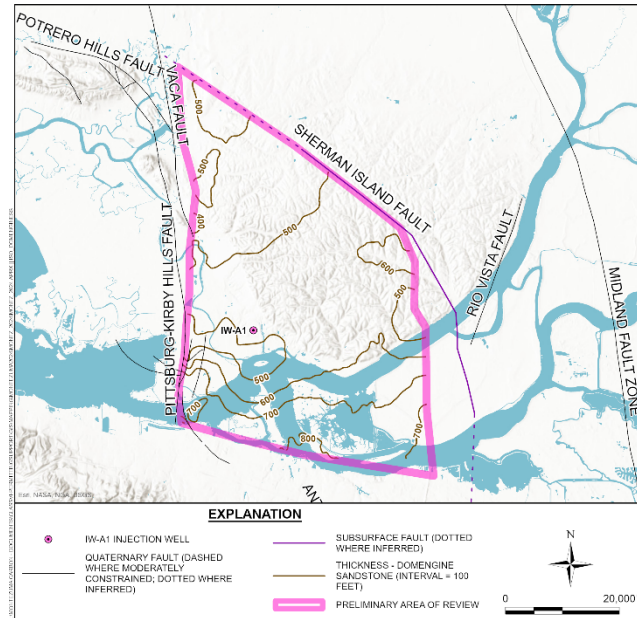 POTRERO HILLS FAULT
VACA FAULT
500
SHERMAN ISLAND FAULT
500
400
500
RIO VISTA FAULT
600
PITTSBURG-KIRBY HILLS FAULT
500
MIDLAND FAULT ZONE
IW-A1
500
600
700
700
800
700
EXPLANATION
IW-A1 INJECTION WELL
QUATERNARY FAULT (DASHED
WHERE MODERATELY
CONSTRAINED; DOTTED WHERE
INFERRED)
SUBSURFACE FAULT (DOTTED
WHERE INFERRED)
THICKNESS - DOMENGINE
SANDSTONE (INTERVAL = 100
FEET)
PRELIMINARY AREA OF REVIEW
N
0
20,000